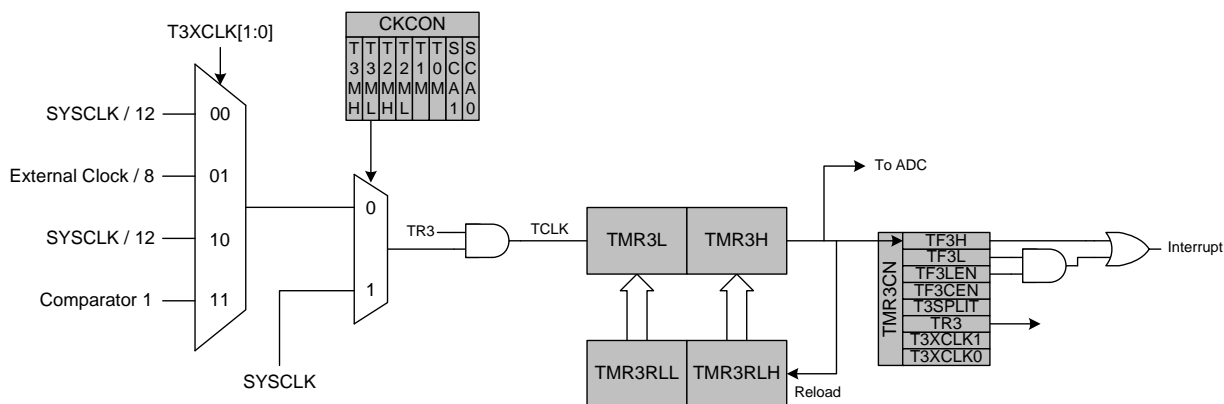 T3XCLK[1:0]
CKCON
T3MH
T3ML
T2MH
T2ML
T1M
T0M
SCA1
SCA0
SYSCLK / 12
00
External Clock / 8
01
SYSCLK / 12
10
Comparator 1
11
0
1
SYSCLK
TR3
TCLK
TMR3L
TMR3H
To ADC
TMR3RLL
TMR3RLH
Reload
TMR3CN
TF3H
TF3L
TF3LEN
TF3CEN
T3SPLIT
TR3
T3XCLK1
T3XCLK0
Interrupt